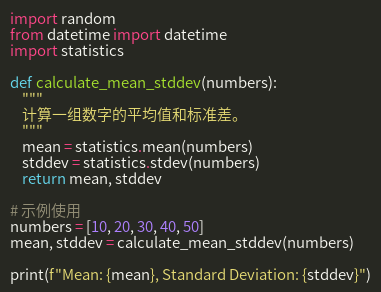 import random
from datetime import datetime
import statistics

def calculate_mean_stddev(numbers):
    """
    计算一组数字的平均值和标准差。
    """
    mean = statistics.mean(numbers)
    stddev = statistics.stdev(numbers)
    return mean, stddev

# 示例使用
numbers = [10, 20, 30, 40, 50]
mean, stddev = calculate_mean_stddev(numbers)

print(f"Mean: {mean}, Standard Deviation: {stddev}")